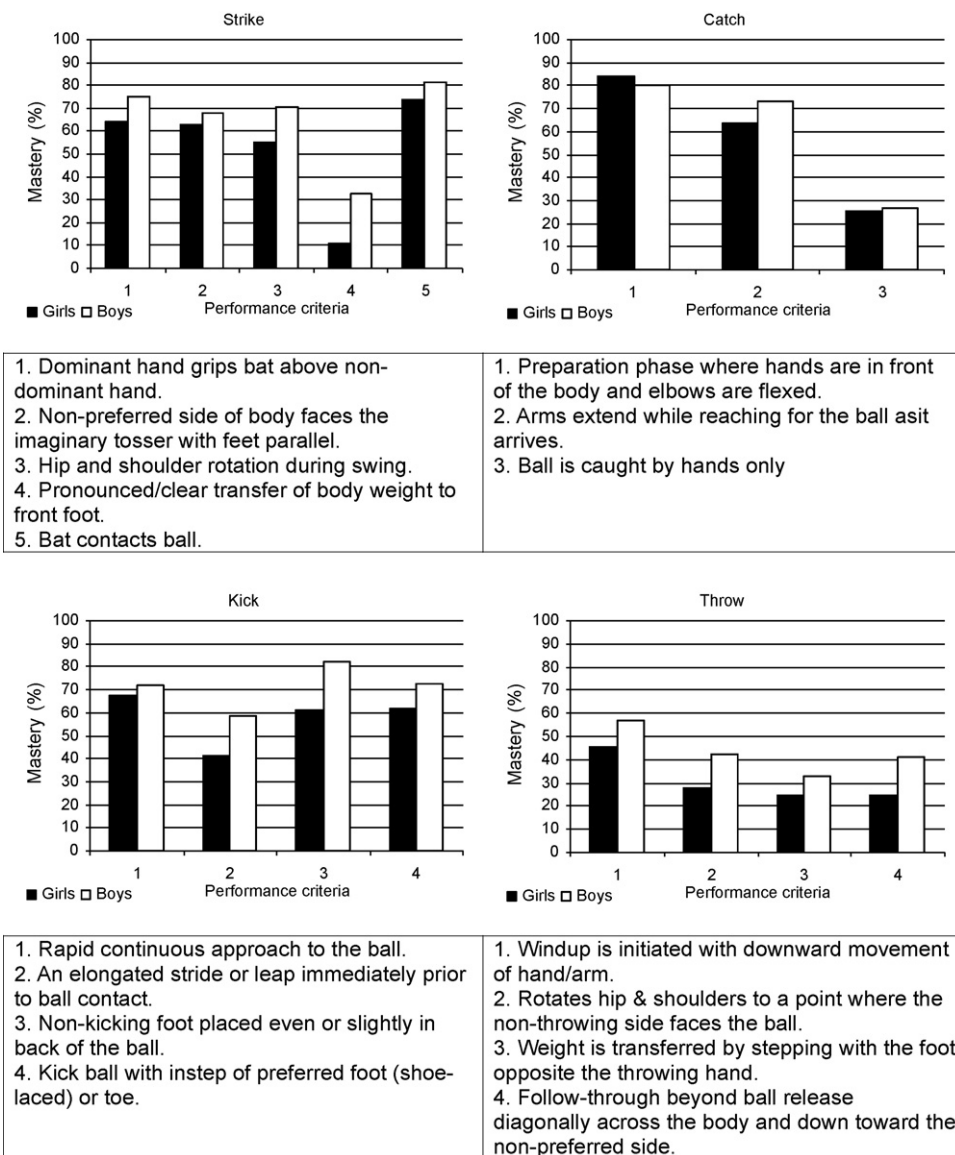 Strike
100
90
80
70
60
50
40
30
20
10
0
Mastery (%)
1 2 3 4 5
■ Girls □ Boys Performance criteria
Catch
100
90
80
70
60
50
40
30
20
10
0
Mastery (%)
1 2 3
■ Girls □ Boys Performance criteria
1. Dominant hand grips bat above non-
dominant hand.
2. Non-preferred side of body faces the
imaginary tosser with feet parallel.
3. Hip and shoulder rotation during swing.
4. Pronounced/clear transfer of body weight to
front foot.
5. Bat contacts ball.
1. Preparation phase where hands are in front
of the body and elbows are flexed.
2. Arms extend while reaching for the ball asit
arrives.
3. Ball is caught by hands only
Kick
100
90
80
70
60
50
40
30
20
10
0
Mastery (%)
1 2 3 4
■ Girls □ Boys Performance criteria
Throw
100
90
80
70
60
50
40
30
20
10
0
Mastery (%)
1 2 3 4
■ Girls □ Boys Performance criteria
1. Rapid continuous approach to the ball.
2. An elongated stride or leap immediately prior
to ball contact.
3. Non-kicking foot placed even or slightly in
back of the ball.
4. Kick ball with instep of preferred foot (shoe-
laced) or toe.
1. Windup is initiated with downward movement
of hand/arm.
2. Rotates hip & shoulders to a point where the
non-throwing side faces the ball.
3. Weight is transferred by stepping with the foot
opposite the throwing hand.
4. Follow-through beyond ball release
diagonally across the body and down toward the
non-preferred side.